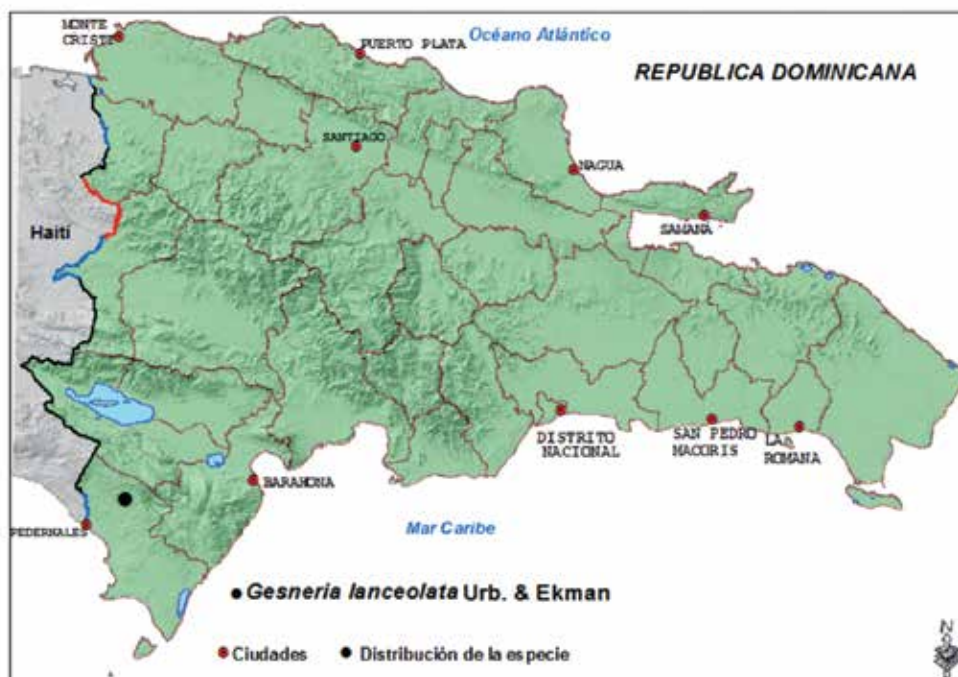 MONTE
CRISTI
PUERTO PLATA
Océano Atlántico
REPUBLICA DOMINICANA
SANTIAGO
NAGUA
SAMANA
Haití
DISTRITO
NACIONAL
SAN PEDRO
MACORIS
LA
ROMANA
BARAHONA
PEDERNALES
Mar Caribe
Gesneria lanceolata Urb. & Ekman
Ciudades
Distribución de la especie